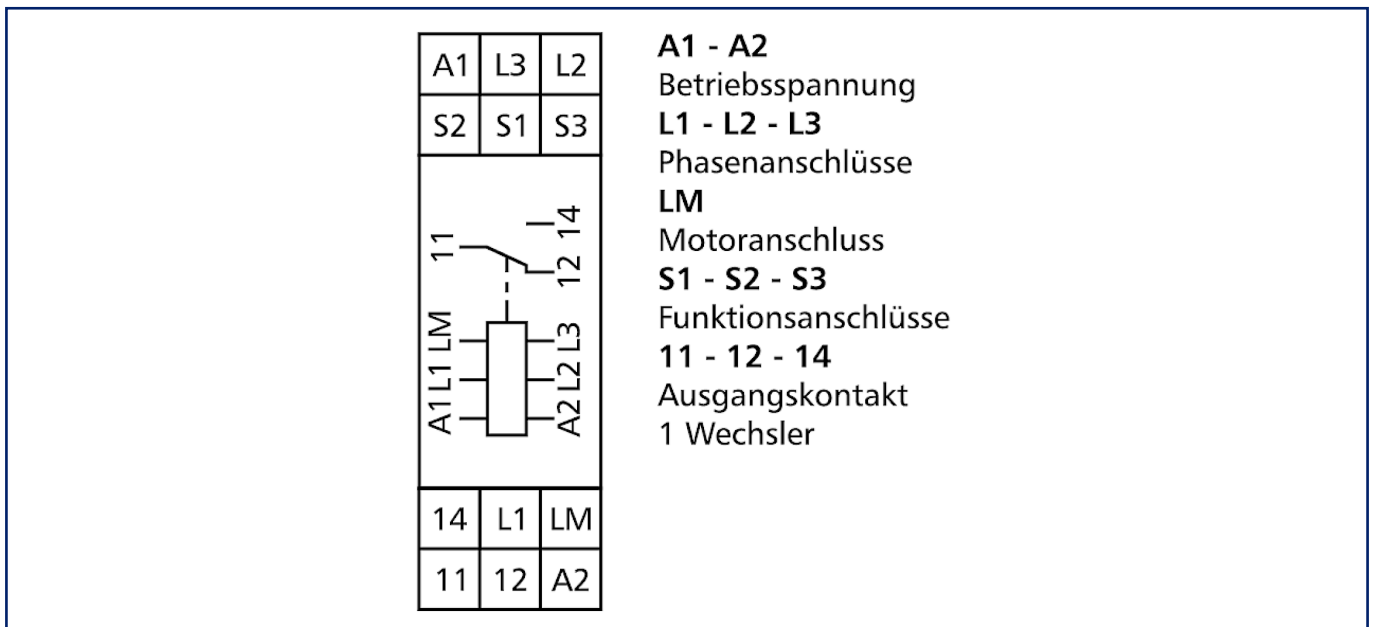 A1 L3 L2
S2 S1 S3
14
11
12
LM L3
L1 L2
A1 A2
14 L1 LM
11 12 A2
A1 - A2
Betriebsspannung
L1 - L2 - L3
Phasenanschlüsse
LM
Motoranschluss
S1 - S2 - S3
Funktionsanschlüsse
11 - 12 - 14
Ausgangskontakt
1 Wechsler